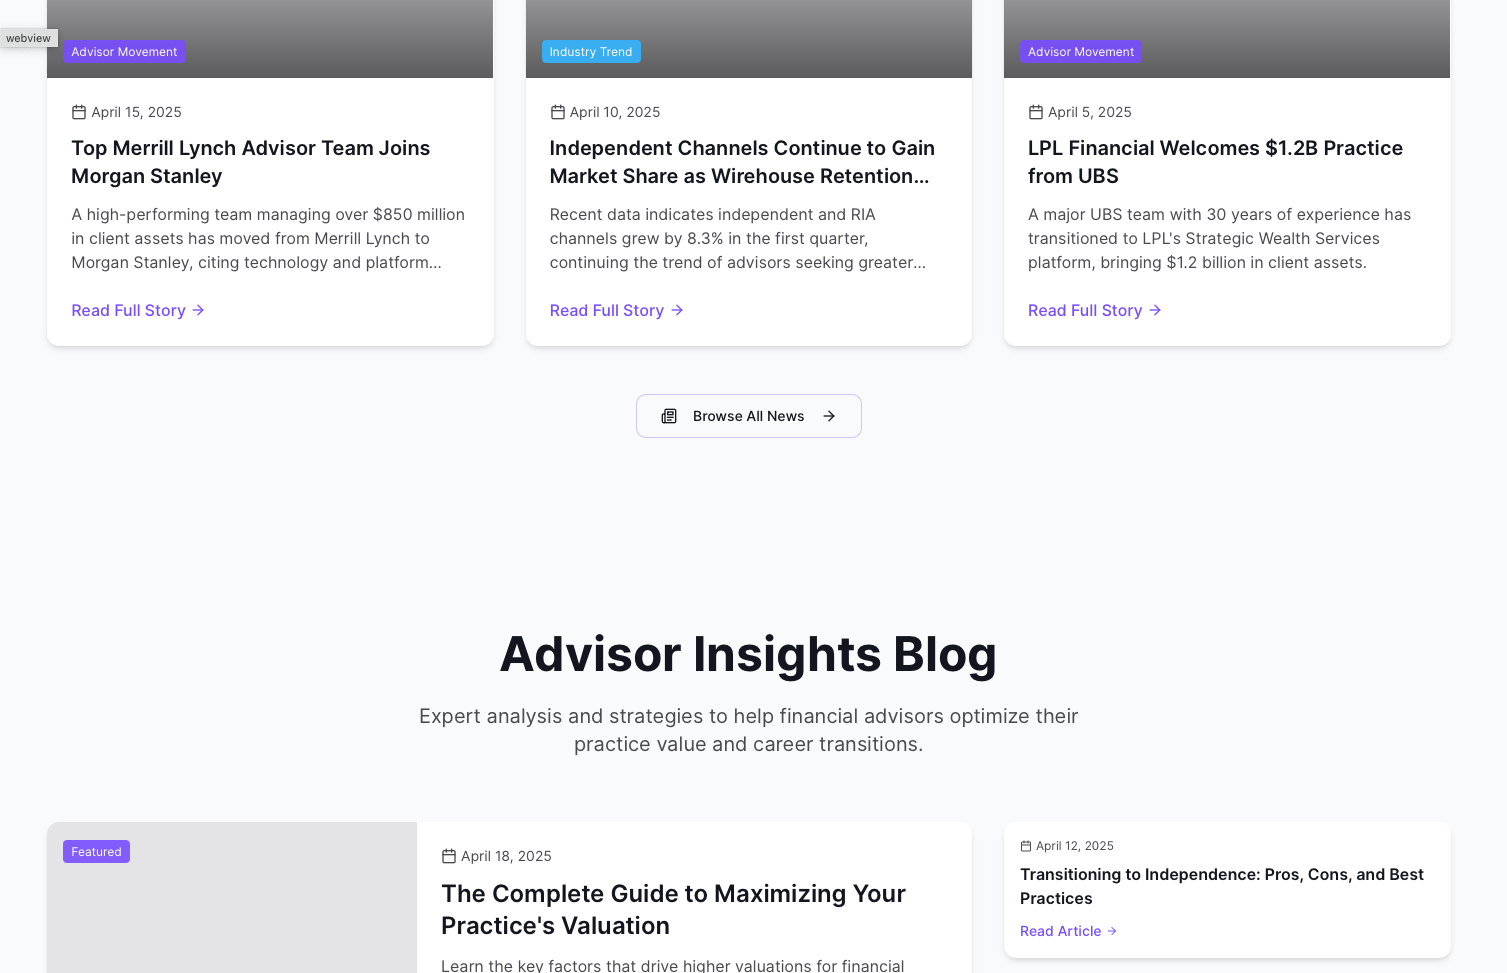 webview
Advisor Movement
April 15, 2025
Top Merrill Lynch Advisor Team Joins
Morgan Stanley
A high-performing team managing over $850 million
in client assets has moved from Merrill Lynch to
Morgan Stanley, citing technology and platform...
Read Full Story →
Industry Trend
April 10, 2025
Independent Channels Continue to Gain
Market Share as Wirehouse Retention...
Recent data indicates independent and RIA
channels grew by 8.3% in the first quarter,
continuing the trend of advisors seeking greater...
Read Full Story →
Advisor Movement
April 5, 2025
LPL Financial Welcomes $1.2B Practice
from UBS
A major UBS team with 30 years of experience has
transitioned to LPL's Strategic Wealth Services
platform, bringing $1.2 billion in client assets.
Read Full Story →
Browse All News →
Advisor Insights Blog
Expert analysis and strategies to help financial advisors optimize their
practice value and career transitions.
Featured
April 18, 2025
The Complete Guide to Maximizing Your
Practice's Valuation
Learn the key factors that drive higher valuations for financial
April 12, 2025
Transitioning to Independence: Pros, Cons, and Best
Practices
Read Article →